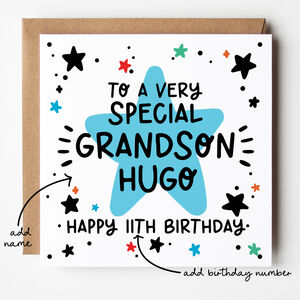 TO A VERY
SPECIAL
GRANDSON
HUGO
HAPPY 11TH BIRTHDAY
add
name
add birthday number